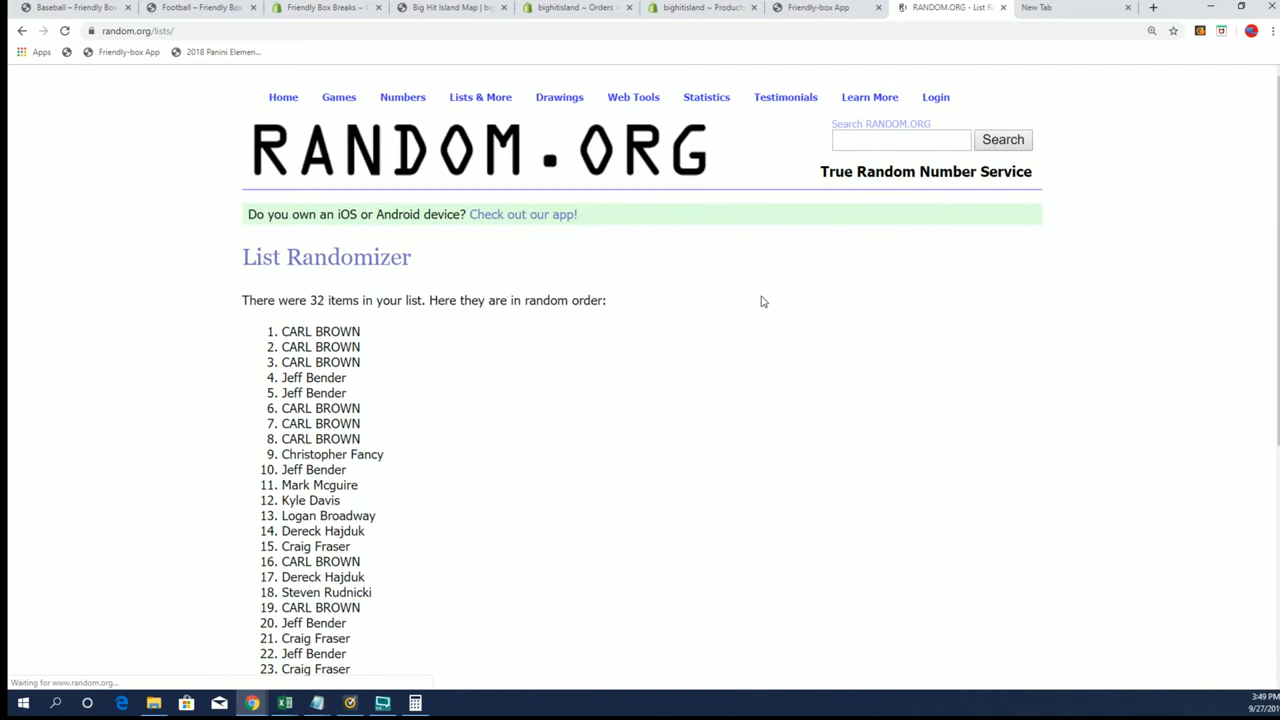 Baseball ~ Friendly Box
Football ~ Friendly Box
Friendly Box Breaks ~
Big Hit Island Map | big
bighitisland ~ Orders ~
bighitisland ~ Products
Friendly-box App
RANDOM.ORG - List R
New Tab
random.org/lists/
Apps
Friendly-box App
2018 Panini Elemen...
Home
Games
Numbers
Lists & More
Drawings
Web Tools
Statistics
Testimonials
Learn More
Login
RANDOM.ORG
Search RANDOM.ORG
Search
True Random Number Service
Do you own an iOS or Android device? Check out our app!
List Randomizer
There were 32 items in your list. Here they are in random order:
1. CARL BROWN
2. CARL BROWN
3. CARL BROWN
4. Jeff Bender
5. Jeff Bender
6. CARL BROWN
7. CARL BROWN
8. CARL BROWN
9. Christopher Fancy
10. Jeff Bender
11. Mark Mcguire
12. Kyle Davis
13. Logan Broadway
14. Dereck Hajduk
15. Craig Fraser
16. CARL BROWN
17. Dereck Hajduk
18. Steven Rudnicki
19. CARL BROWN
20. Jeff Bender
21. Craig Fraser
22. Jeff Bender
23. Craig Fraser
Waiting for www.random.org...
3:49 PM
9/27/201